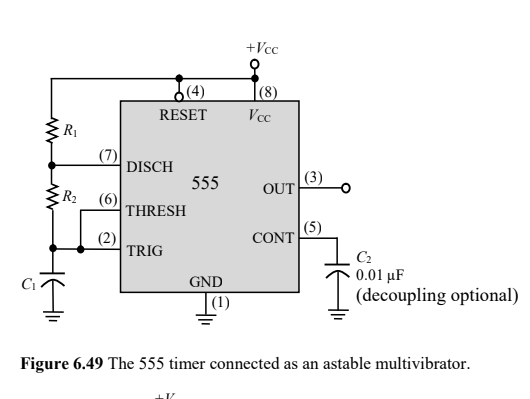 +VCC
(4)
(8)
RESET
VCC
R1
(7)
DISCH
555
(3)
OUT
R2
(6)
THRESH
(5)
CONT
(2)
TRIG
C2
0.01 μF
(decoupling optional)
C1
GND
(1)
Figure 6.49 The 555 timer connected as an astable multivibrator.
+V